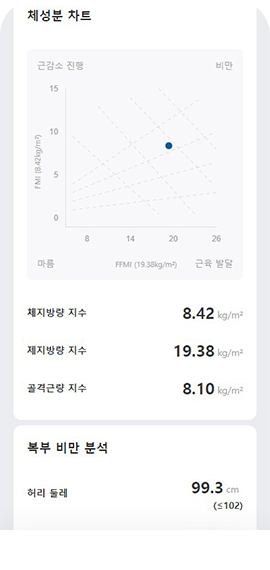 체성분 차트
근감소 진행 비만
15
10
5
0
FMI (8.42kg/m²)
8 14 20 26
마름 FFMI (19.38kg/m²) 근육 발달
체지방량 지수 8.42 kg/m²
제지방량 지수 19.38 kg/m²
골격근량 지수 8.10 kg/m²
복부 비만 분석
허리 둘레 99.3 cm
(≤102)